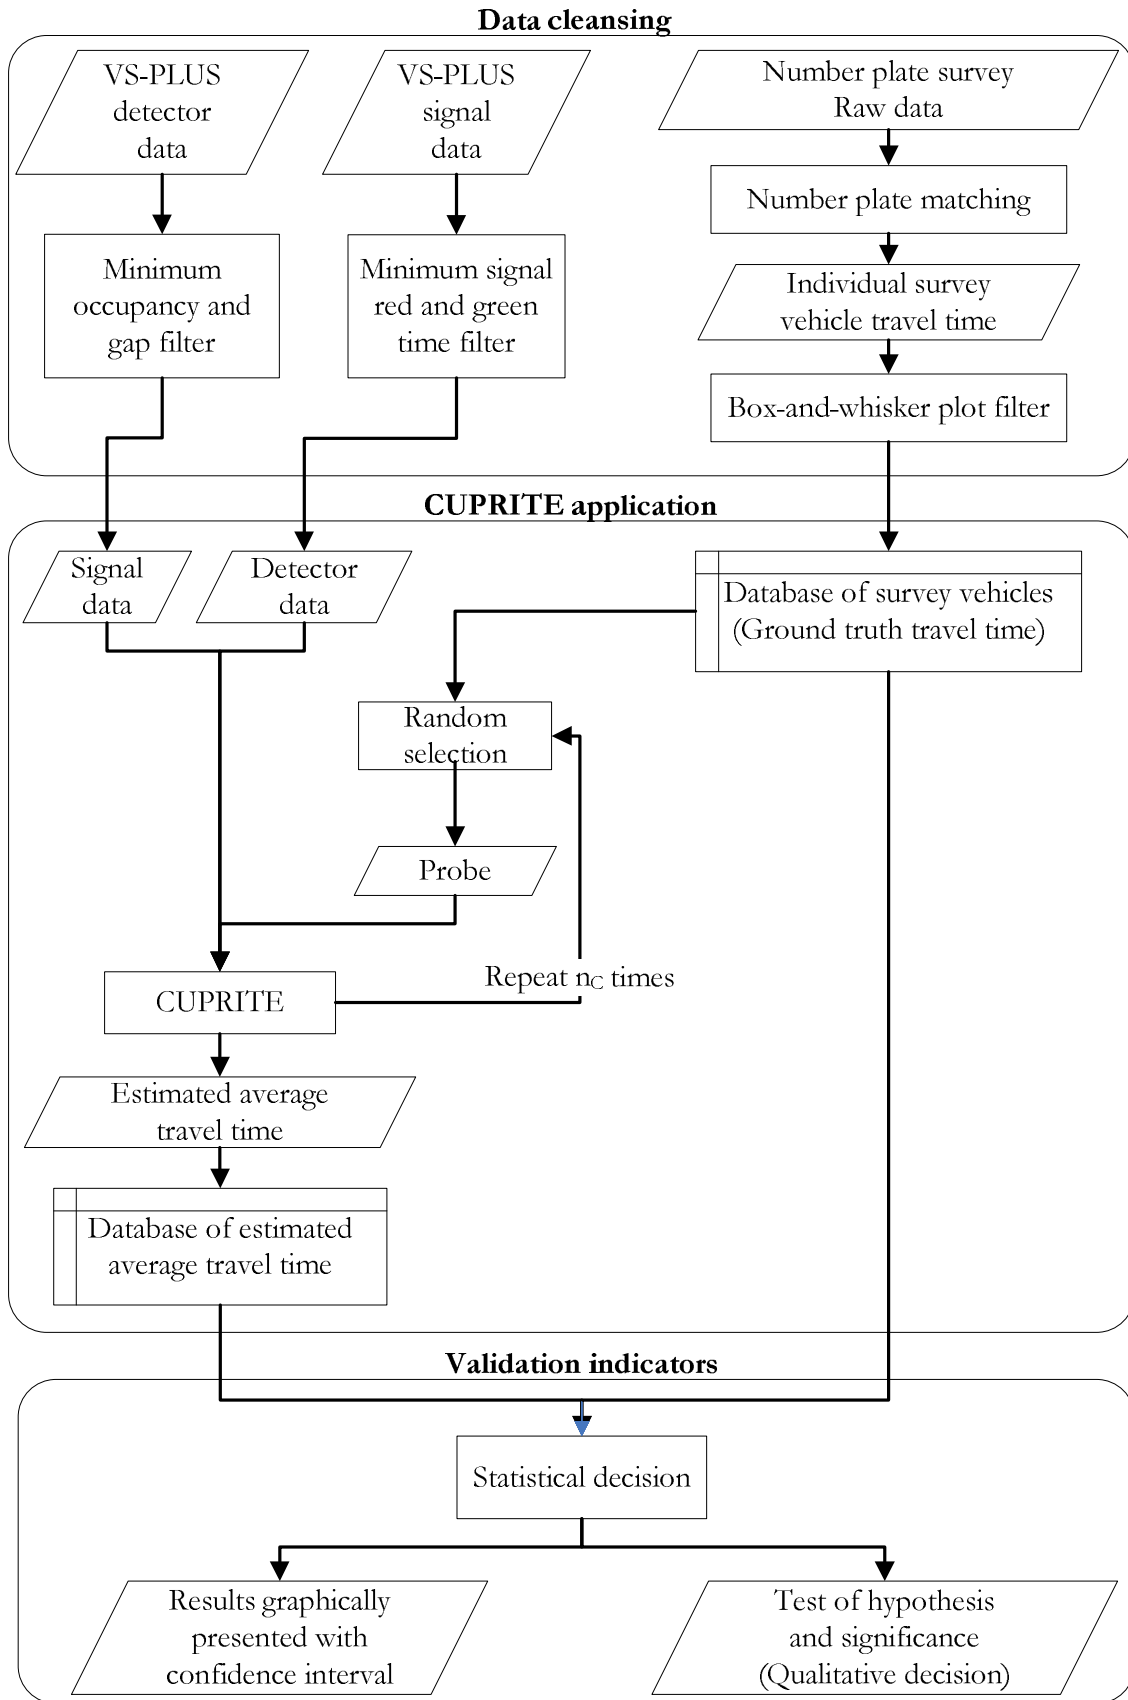 Data cleansing
VS-PLUS
detector
data
VS-PLUS
signal
data
Number plate survey
Raw data
Number plate matching
Minimum
occupancy and
gap filter
Minimum signal
red and green
time filter
Individual survey
vehicle travel time
Box-and-whisker plot filter
CUPRITE application
Signal
data
Detector
data
Database of survey vehicles
(Ground truth travel time)
Random
selection
Probe
Repeat nC times
CUPRITE
Estimated average
travel time
Database of estimated
average travel time
Validation indicators
Statistical decision
Results graphically
presented with
confidence interval
Test of hypothesis
and significance
(Qualitative decision)